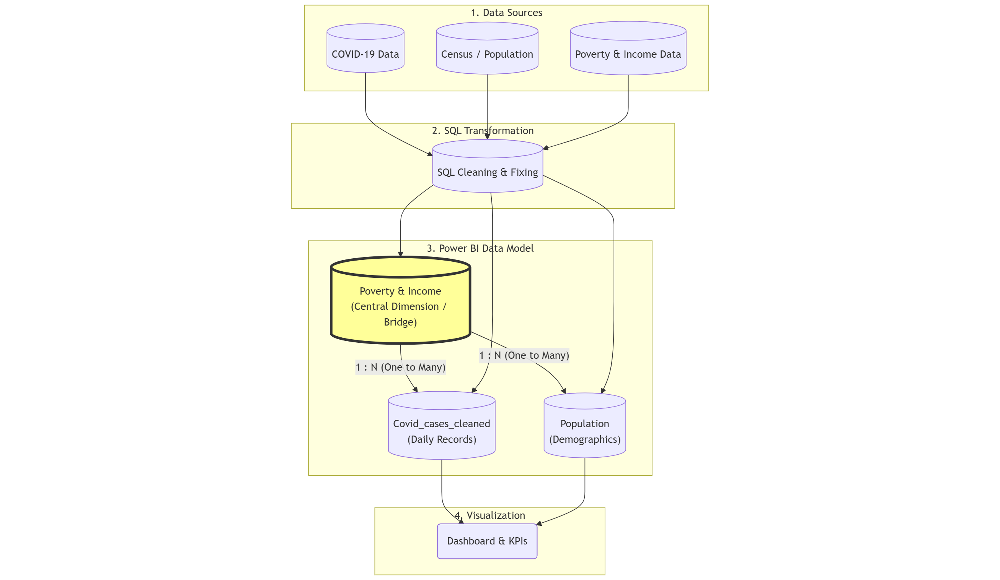 1. Data Sources
COVID-19 Data
Census / Population
Poverty & Income Data
2. SQL Transformation
SQL Cleaning & Fixing
3. Power BI Data Model
Poverty & Income
(Central Dimension /
Bridge)
1 : N (One to Many)
1 : N (One to Many)
Covid_cases_cleaned
(Daily Records)
Population
(Demographics)
4. Visualization
Dashboard & KPIs